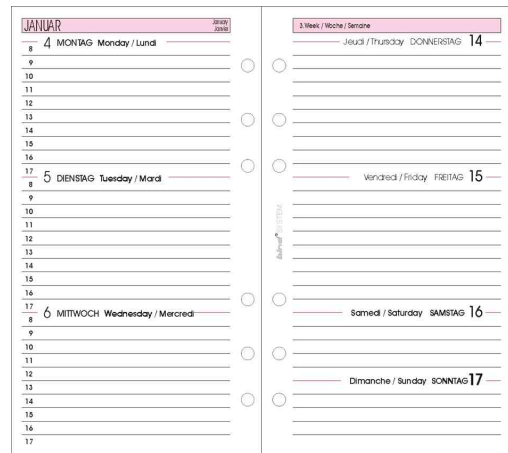 JANUAR
January
Janvier
4 MONTAG Monday / Lundi
8
9
10
11
12
13
14
15
16
17
5 DIENSTAG Tuesday / Mardi
8
9
10
11
12
13
14
15
16
17
6 MITTWOCH Wednesday / Mercredi
8
9
10
11
12
13
14
15
16
17
3. Week / Woche / Semaine
Jeudi / Thursday DONNERSTAG 14
Vendredi / Friday FREITAG 15
Samedi / Saturday SAMSTAG 16
Dimanche / Sunday SONNTAG 17
SYSTEM